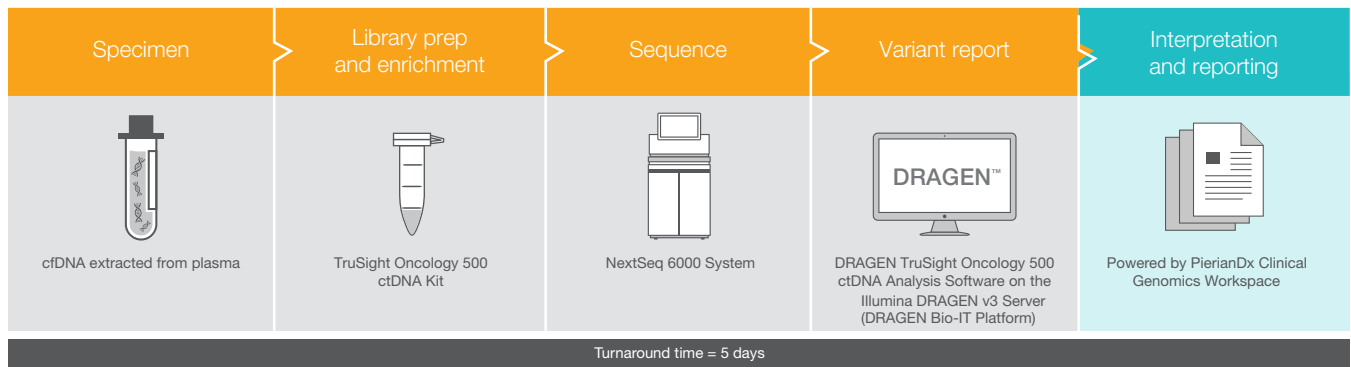 Specimen
Library prep
and enrichment
Sequence
Variant report
Interpretation
and reporting
DRAGEN™
cfDNA extracted from plasma
TruSight Oncology 500
ctDNA Kit
NextSeq 6000 System
DRAGEN TruSight Oncology 500
ctDNA Analysis Software on the
Illumina DRAGEN v3 Server
(DRAGEN Bio-IT Platform)
Powered by PierianDx Clinical
Genomics Workspace
Turnaround time = 5 days